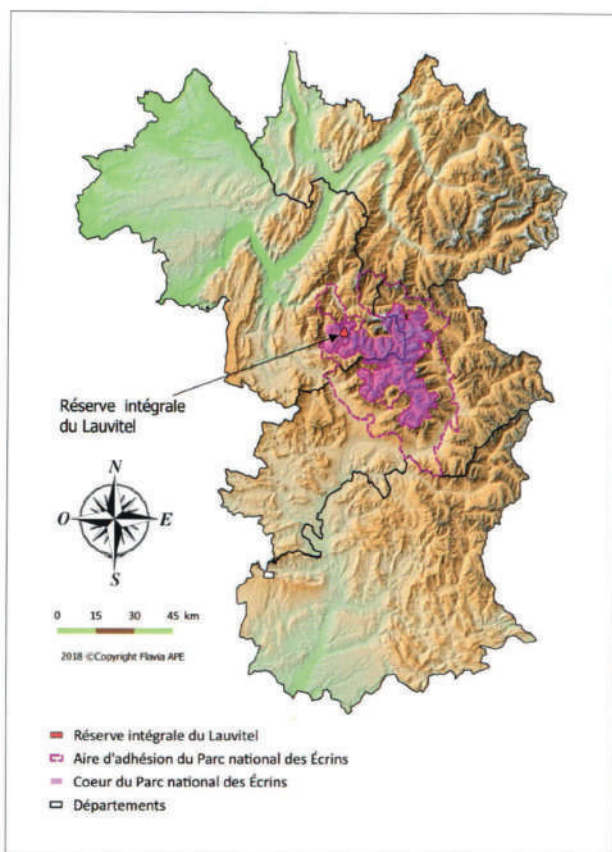 Réserve intégrale
du Lauvitel
N
O
E
S
0 15 30 45 km
2018 ©Copyright Flavia APE
Réserve intégrale du Lauvitel
Aire d'adhésion du Parc national des Écrins
Coeur du Parc national des Écrins
Départements